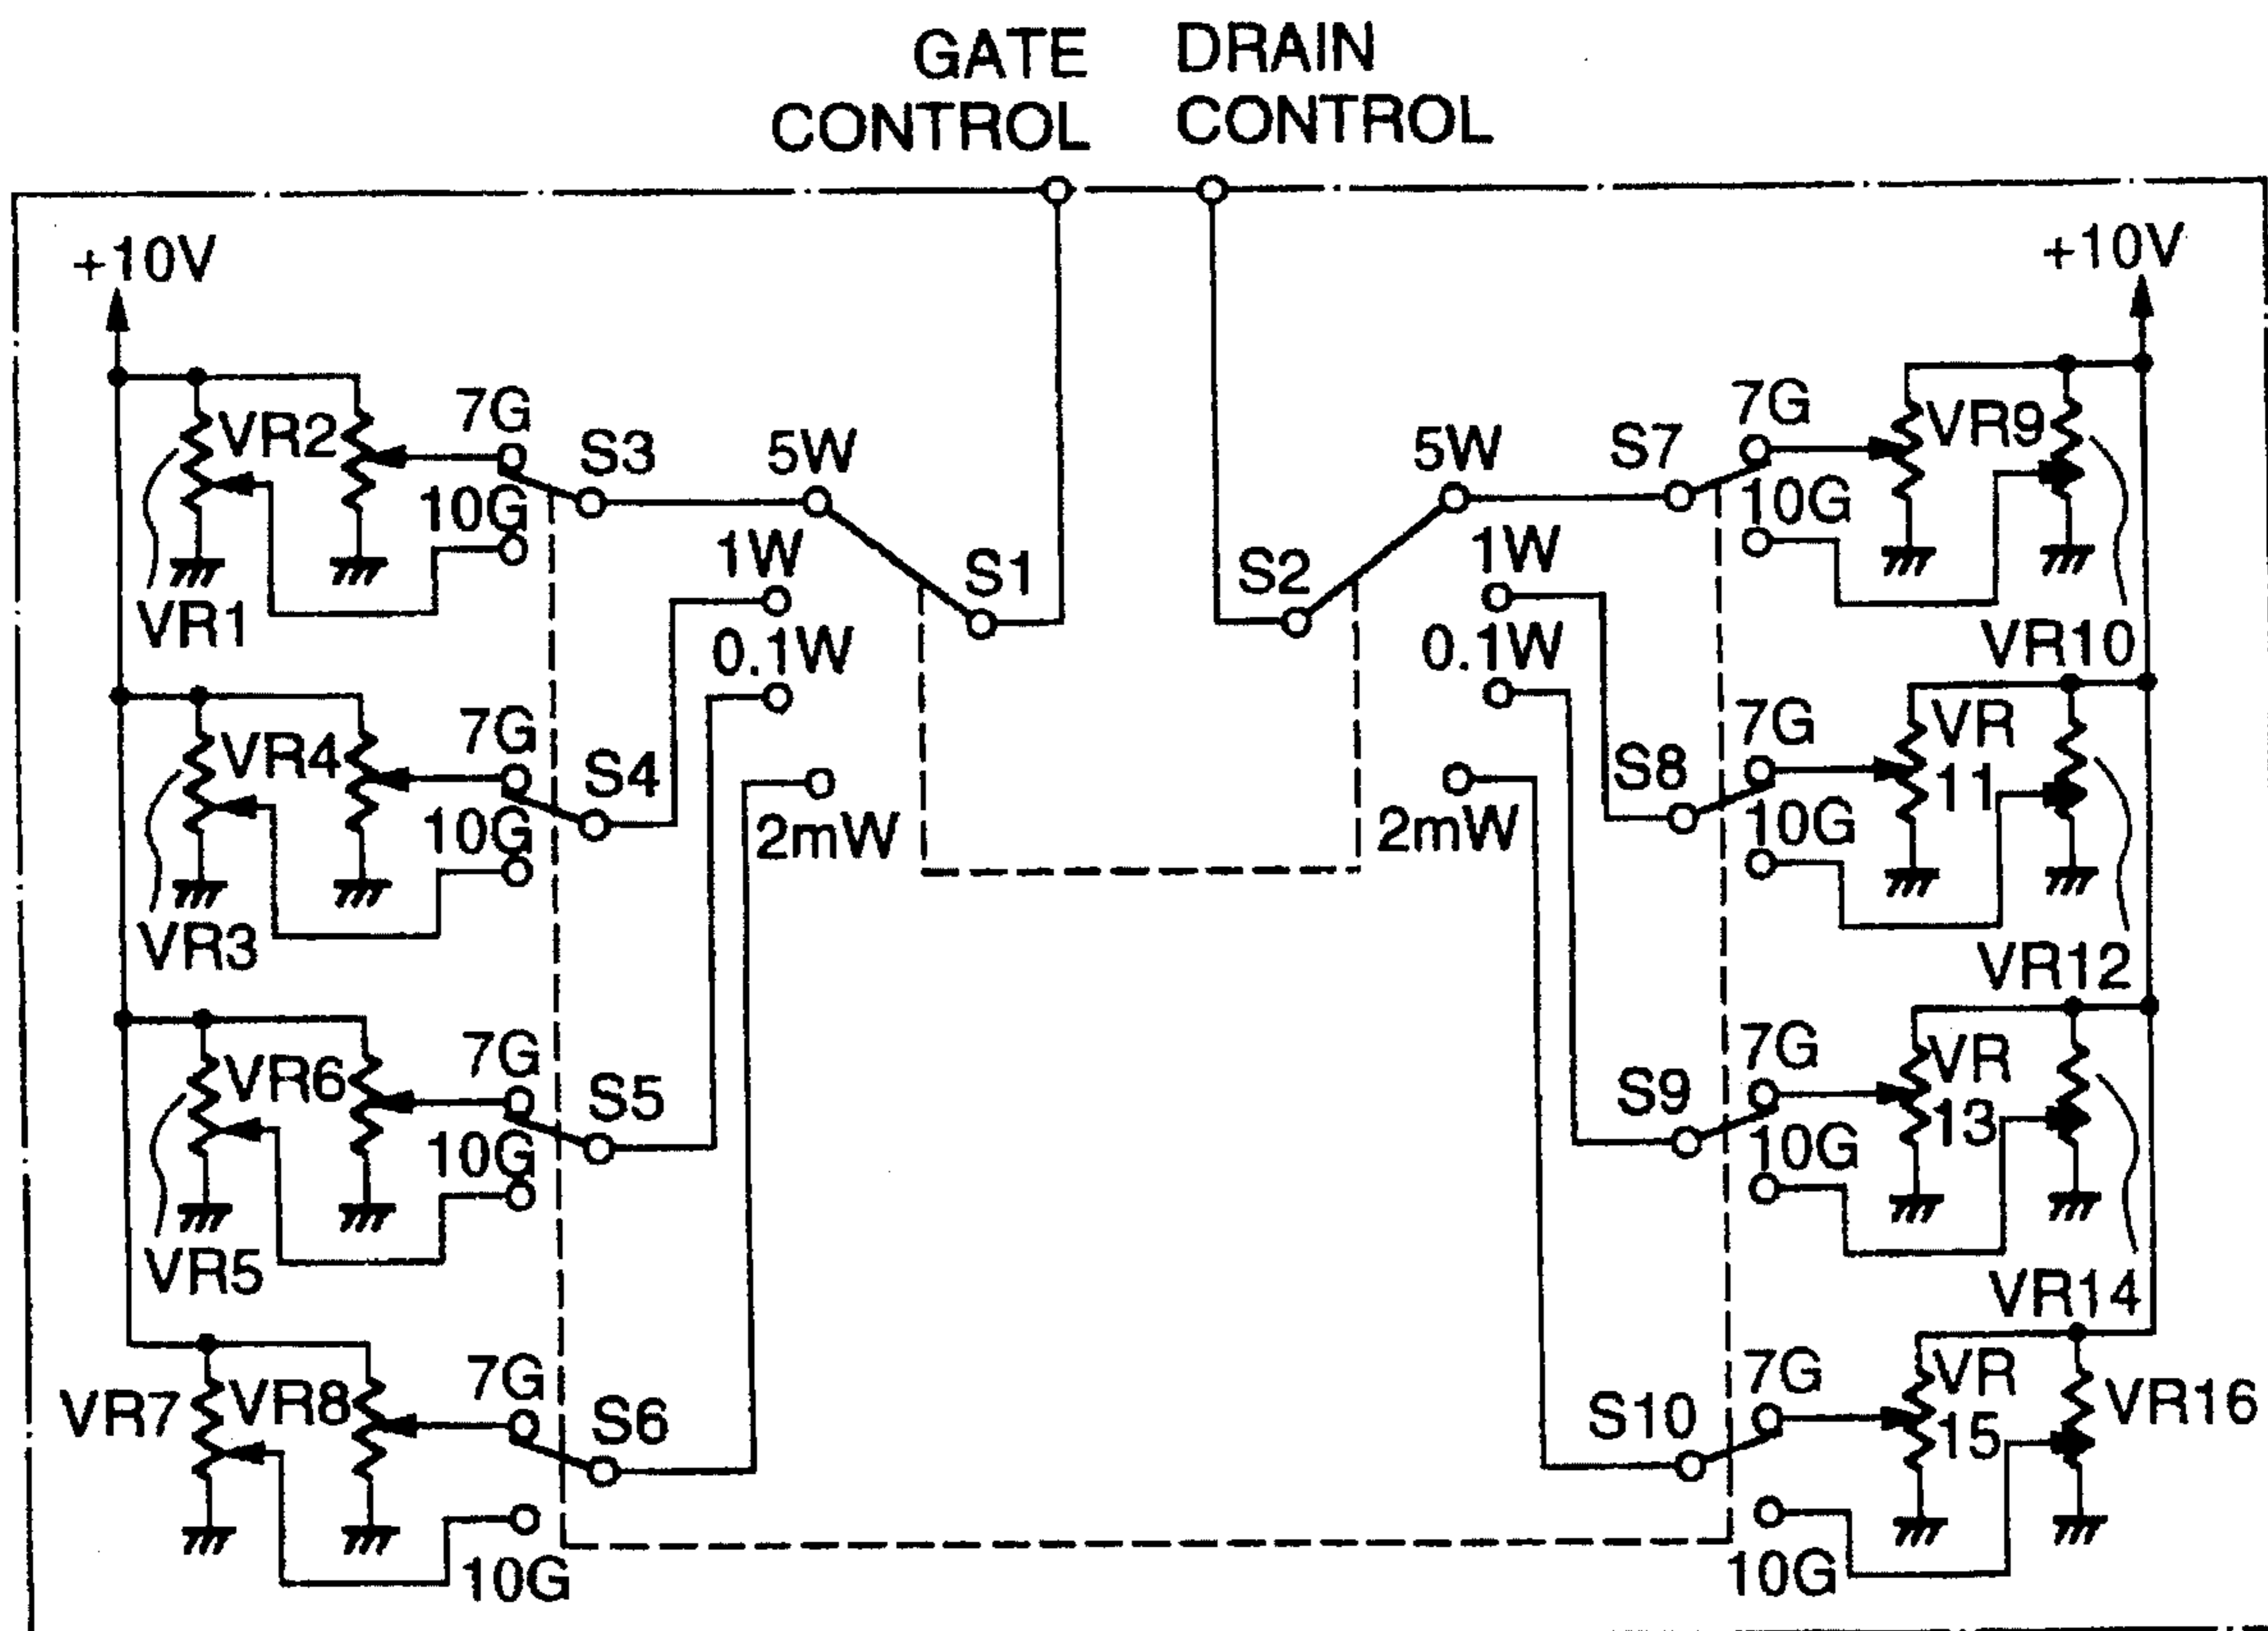 GATE CONTROL
DRAIN CONTROL
+10V
+10V
VR2
7G
S3
5W
10G
VR1
1W
S1
0.1W
VR4
7G
S4
10G
2mW
VR3
VR6
7G
S5
10G
VR5
VR7
VR8
7G
S6
10G
5W
S7
7G
VR9
10G
S2
1W
0.1W
VR10
7G
VR
11
S8
10G
2mW
VR12
7G
VR
13
S9
10G
VR14
7G
VR
15
VR16
S10
10G